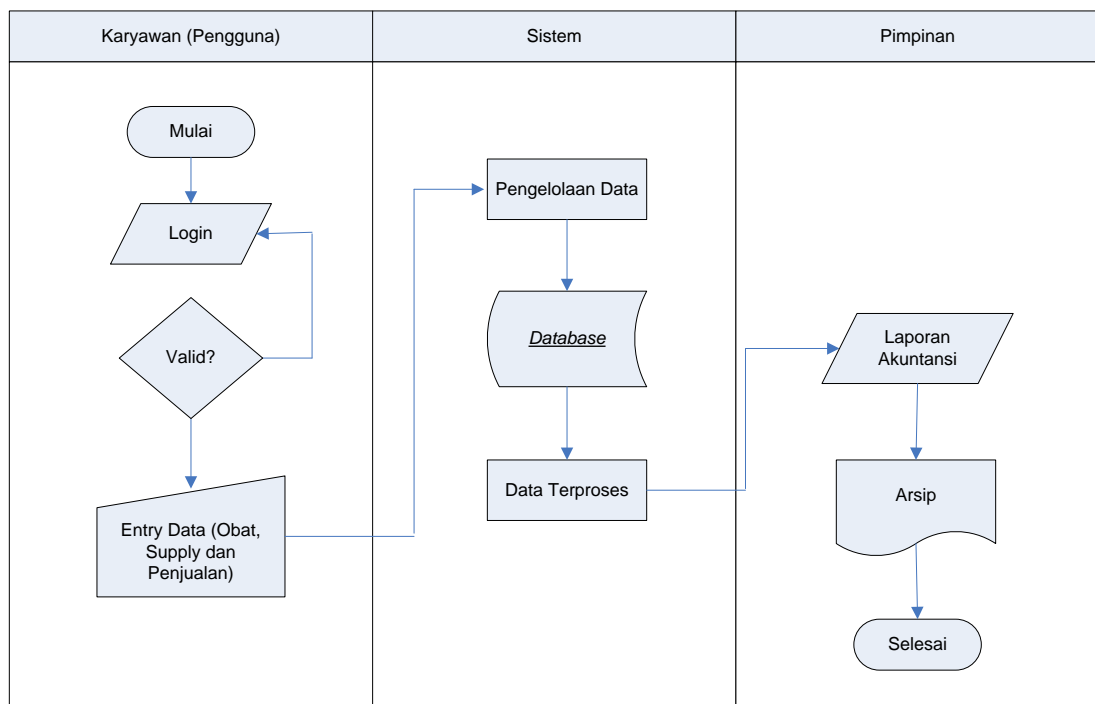 Karyawan (Pengguna)
Sistem
Pimpinan
Mulai
Login
Valid?
Entry Data (Obat,
Supply dan
Penjualan)
Pengelolaan Data
Database
Data Terproses
Laporan
Akuntansi
Arsip
Selesai